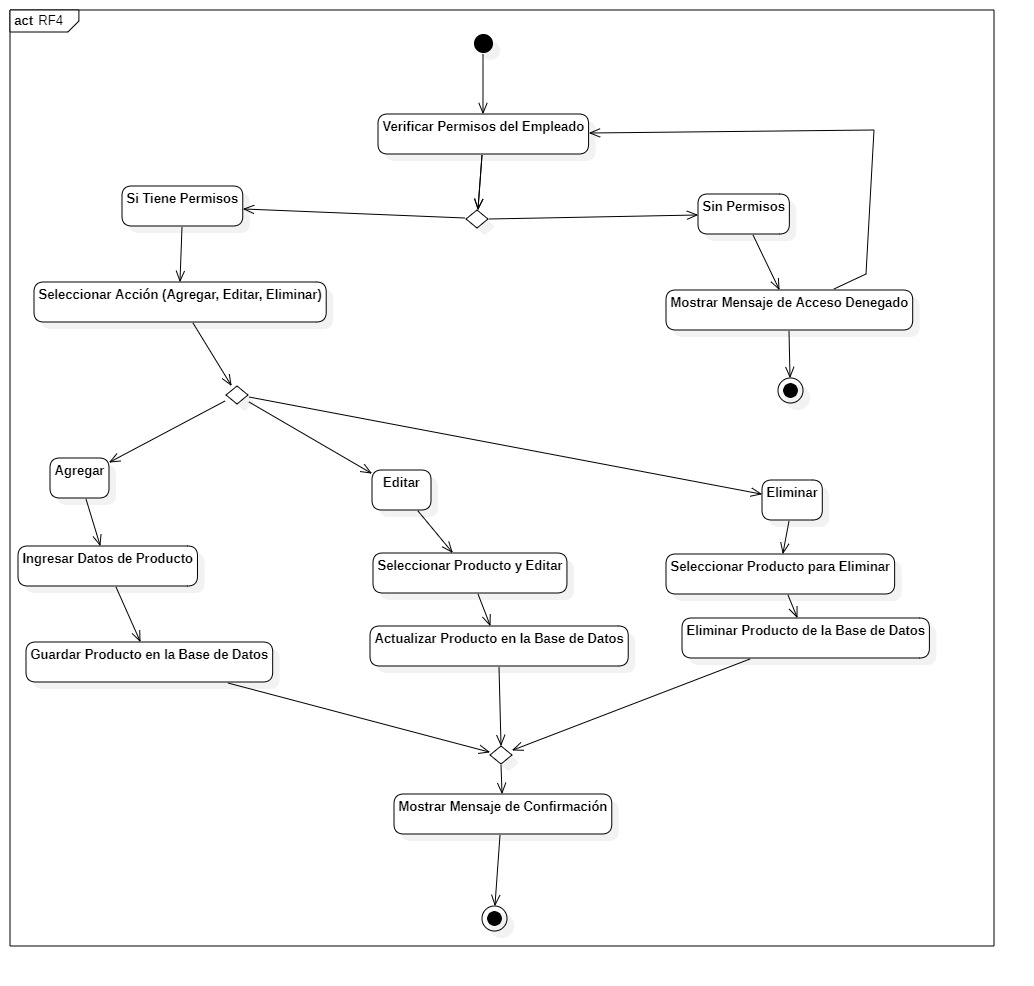 act RF4
Verificar Permisos del Empleado
Si Tiene Permisos
Sin Permisos
Seleccionar Acción (Agregar, Editar, Eliminar)
Mostrar Mensaje de Acceso Denegado
Agregar
Editar
Eliminar
Ingresar Datos de Producto
Seleccionar Producto y Editar
Seleccionar Producto para Eliminar
Guardar Producto en la Base de Datos
Actualizar Producto en la Base de Datos
Eliminar Producto de la Base de Datos
Mostrar Mensaje de Confirmación